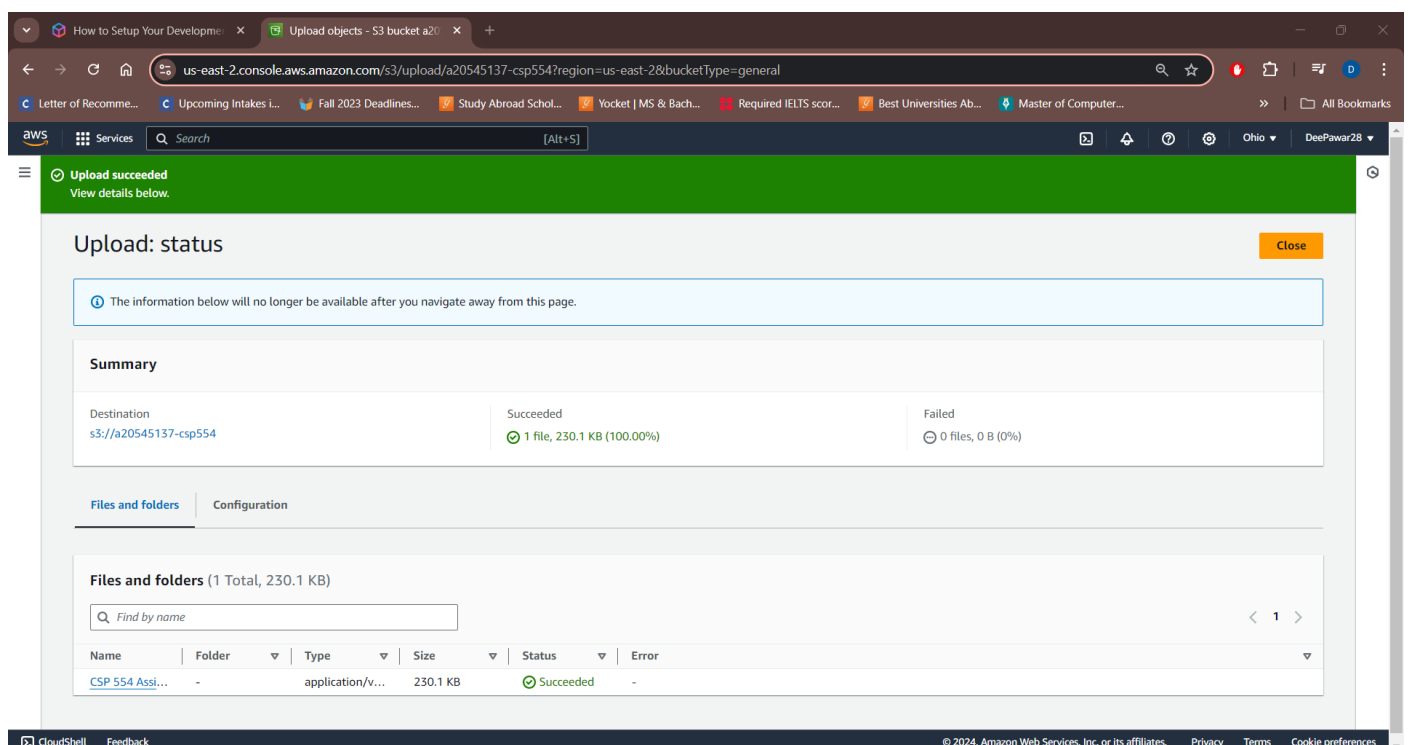 How to Setup Your Developme
Upload objects - S3 bucket a20
us-east-2.console.aws.amazon.com/s3/upload/a20545137-csp554?region=us-east-2&bucketType=general
D
Letter of Recomme... Upcoming Intakes i... Fall 2023 Deadlines... Study Abroad Schol... Yocket | MS & Bach... Required IELTS scor... Best Universities Ab... Master of Computer... » All Bookmarks
aws Services Search [Alt+S] Ohio DeePawar28
Upload succeeded
View details below.
Upload: status Close
The information below will no longer be available after you navigate away from this page.
Summary
Destination Succeeded Failed
s3://a20545137-csp554 1 file, 230.1 KB (100.00%) 0 files, 0 B (0%)
Files and folders Configuration
Files and folders (1 Total, 230.1 KB)
Find by name < 1 >
Name Folder Type Size Status Error
CSP 554 Assi... - application/v... 230.1 KB Succeeded -
CloudShell Feedback © 2024, Amazon Web Services, Inc. or its affiliates. Privacy Terms Cookie preferences